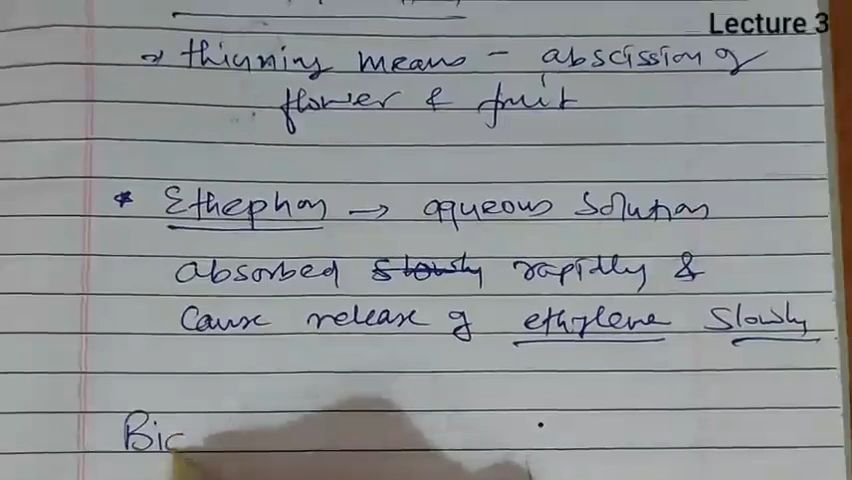 Lecture 3
→ thinning means - abscission of
flower & fruit
* Ethephon → aqueous solution
absorbed slowly rapidly &
cause release of ethylene slowly
Bio